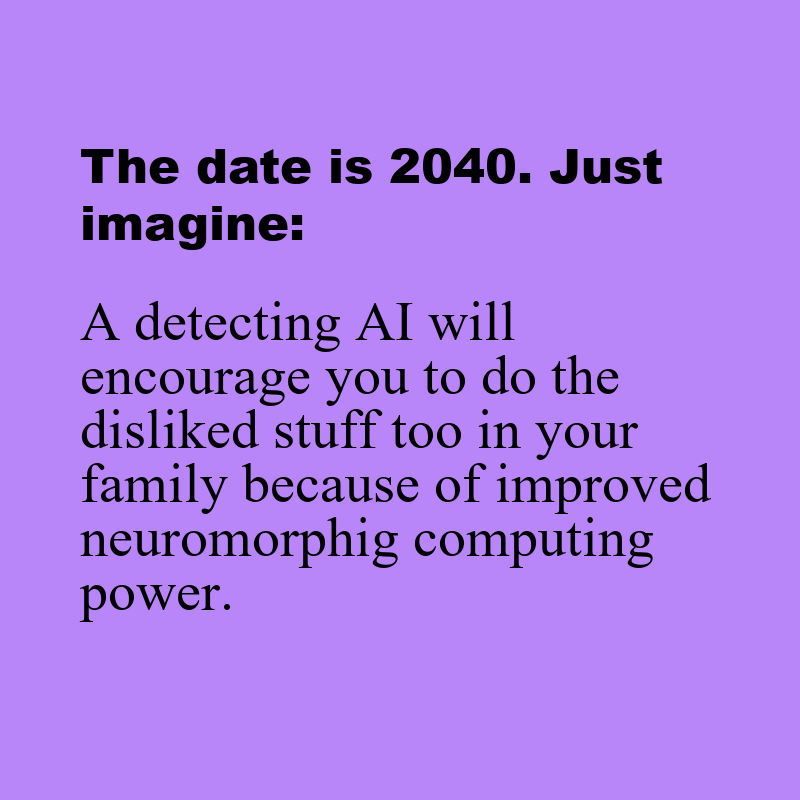 The date is 2040. Just
imagine:
A detecting AI will
encourage you to do the
disliked stuff too in your
family because of improved
neuromorphig computing
power.